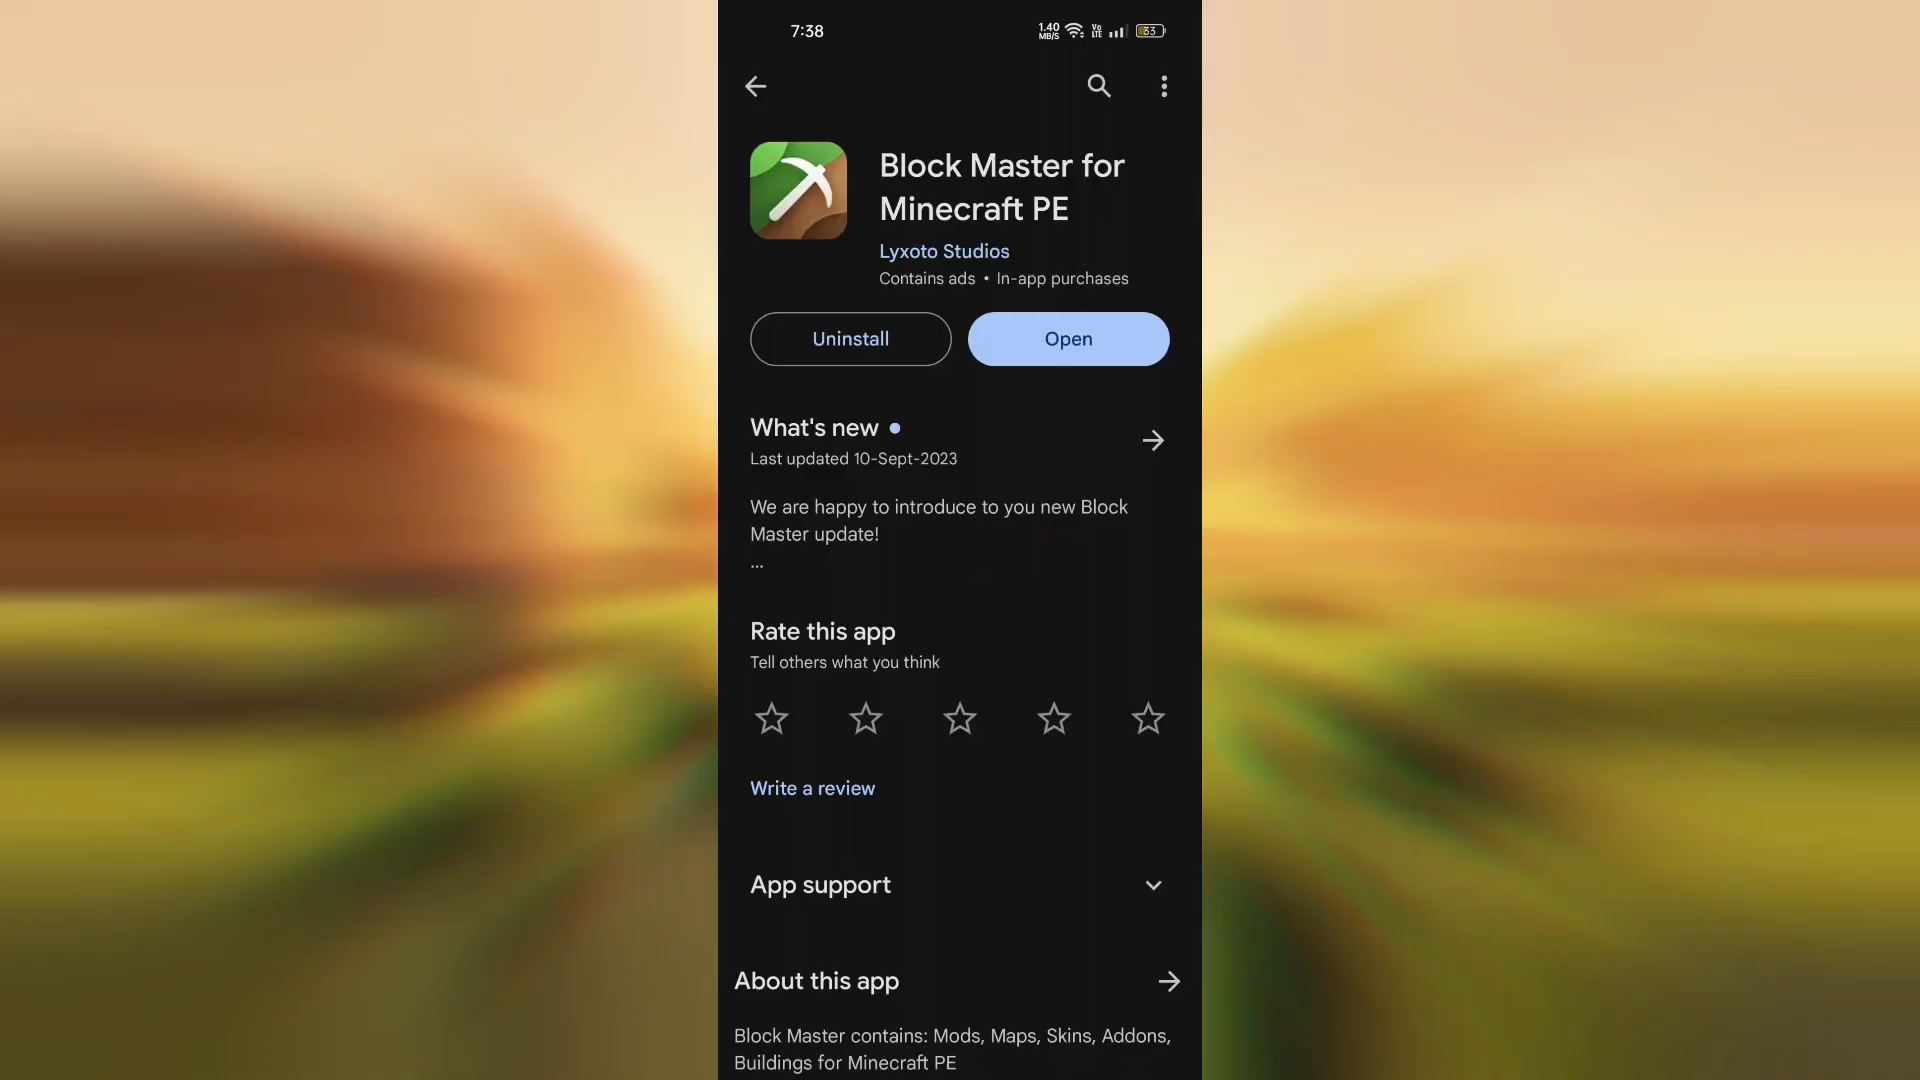 7:38
1.40 MB/S Vo LTE 33
Block Master for
Minecraft PE
Lyxoto Studios
Contains ads • In-app purchases
Uninstall
Open
What's new
Last updated 10-Sept-2023
We are happy to introduce to you new Block
Master update!
...
Rate this app
Tell others what you think
Write a review
App support
About this app
Block Master contains: Mods, Maps, Skins, Addons,
Buildings for Minecraft PE